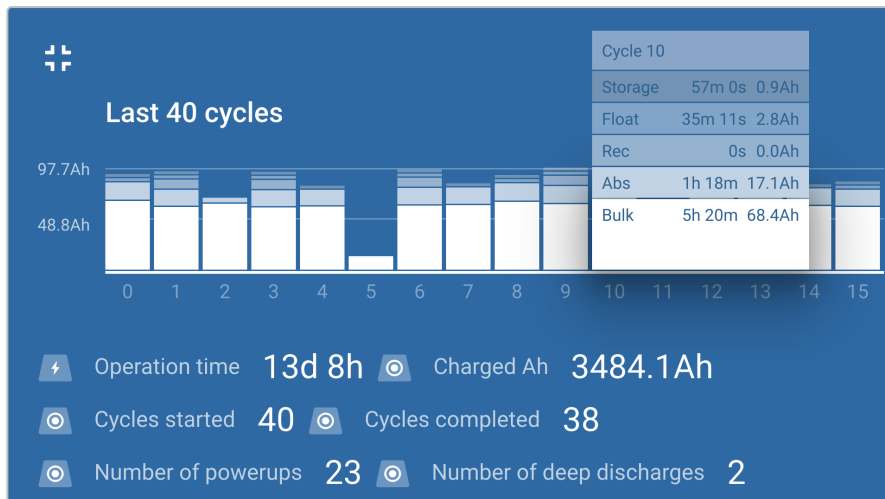 Cycle 10
Storage 57m 0s 0.9Ah
Float 35m 11s 2.8Ah
Rec 0s 0.0Ah
Abs 1h 18m 17.1Ah
Bulk 5h 20m 68.4Ah
Last 40 cycles
97.7Ah
48.8Ah
0 1 2 3 4 5 6 7 8 9 10 11 12 13 14 15
Operation time 13d 8h Charged Ah 3484.1Ah
Cycles started 40 Cycles completed 38
Number of powerups 23 Number of deep discharges 2